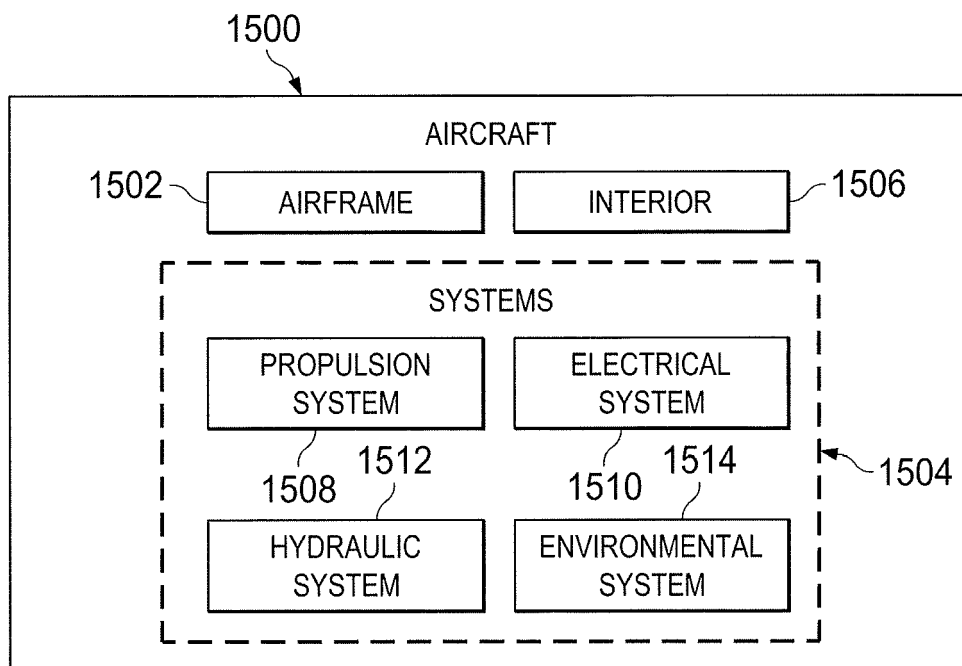 1500
AIRCRAFT
1502
AIRFRAME
INTERIOR
1506
SYSTEMS
PROPULSION
SYSTEM
ELECTRICAL
SYSTEM
1508
1512
1510
1514
1504
HYDRAULIC
SYSTEM
ENVIRONMENTAL
SYSTEM